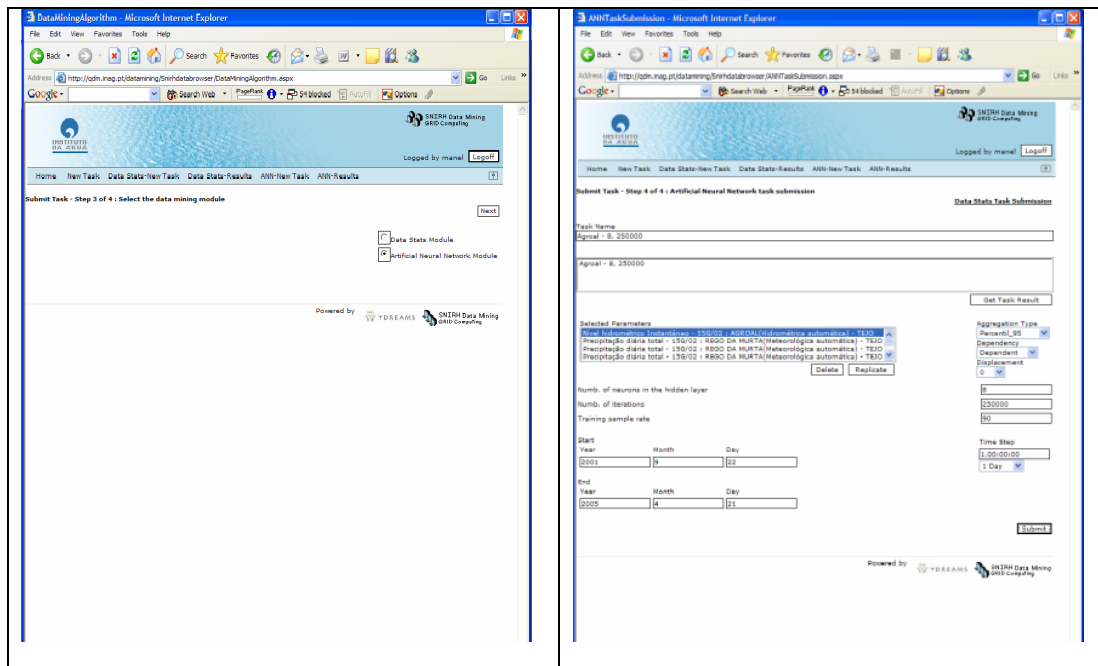 DataMiningAlgorithm - Microsoft Internet Explorer
File Edit View Favorites Tools Help
Back Search Favorites
Address http://qdm.inag.pt/datamining/Snirhdatabrowser/DataMiningAlgorithm.aspx Go Links »
Google Search Web PageRank 54 blocked AutoFill Options
INSTITUTO DA ÁGUA
SNIRH Data Mining
GRID Computing
Logged by manel Logoff
Home New Task Data Stats-New Task Data Stats-Results ANN-New Task ANN-Results
Submit Task - Step 3 of 4 : Select the data mining module
Next
Data Stats Module
Artificial Neural Network Module
Powered by YDREAMS SNIRH Data Mining
GRID Computing
ANNTaskSubmission - Microsoft Internet Explorer
File Edit View Favorites Tools Help
Back Search Favorites
Address http://qdm.inag.pt/datamining/Snirhdatabrowser/ANNTaskSubmission.aspx Go Links »
Google Search Web PageRank 54 blocked AutoFill Options
INSTITUTO DA ÁGUA
SNIRH Data Mining
GRID Computing
Logged by manel Logoff
Home New Task Data Stats-New Task Data Stats-Results ANN-New Task ANN-Results
Submit Task - Step 4 of 4 : Artificial Neural Network task submission
Data Stats Task Submission
Task Name
Agroal - 8, 250000
Agroal - 8, 250000
Get Task Result
Selected Parameters
Nível hidrométrico Instantâneo - 15G/02 : AGROAL(Hidrométrica automática) - TEJO
Precipitação diária total - 15G/02 : REGO DA MURTA(Meteorológica automática) - TEJO
Precipitação diária total - 15G/02 : REGO DA MURTA(Meteorológica automática) - TEJO
Precipitação diária total - 15G/02 : REGO DA MURTA(Meteorológica automática) - TEJO
Delete Replicate
Aggregation Type
Percentil_95
Dependency
Dependent
Displacement
0
Numb. of neurons in the hidden layer 8
Numb. of iterations 250000
Training sample rate 90
Start
Year Month Day
2001 9 22
Time Step
1.00:00:00
1 Day
End
Year Month Day
2005 4 21
Submit
Powered by YDREAMS SNIRH Data Mining
GRID Computing